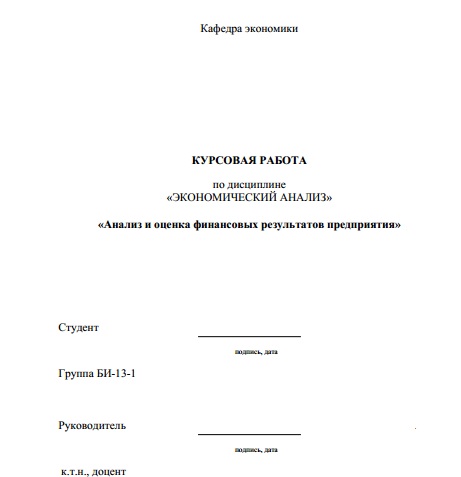 Кафедра экономики
КУРСОВАЯ РАБОТА
по дисциплине
«ЭКОНОМИЧЕСКИЙ АНАЛИЗ»
«Анализ и оценка финансовых результатов предприятия»
Студент
подпись, дата
Группа БИ-13-1
Руководитель
подпись, дата
к.т.н., доцент